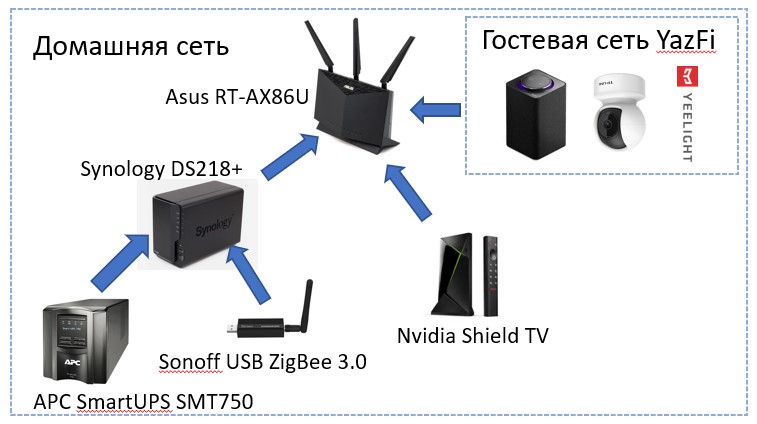 Домашняя сеть
Гостевая сеть YazFi
Asus RT-AX86U
YEELIGHT
Synology DS218+
Synology
Nvidia Shield TV
APC
Sonoff USB ZigBee 3.0
APC SmartUPS SMT750